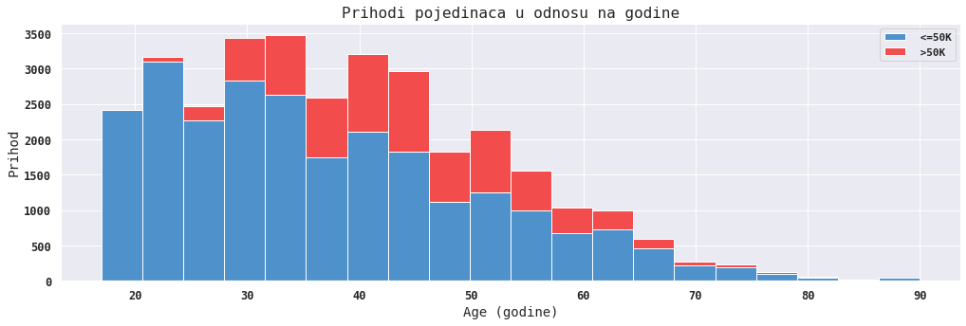 Prihodi pojedinaca u odnosu na godine
<=50K
>50K
Prihod
3500
3000
2500
2000
1500
1000
500
0
20 30 40 50 60 70 80 90
Age (godine)